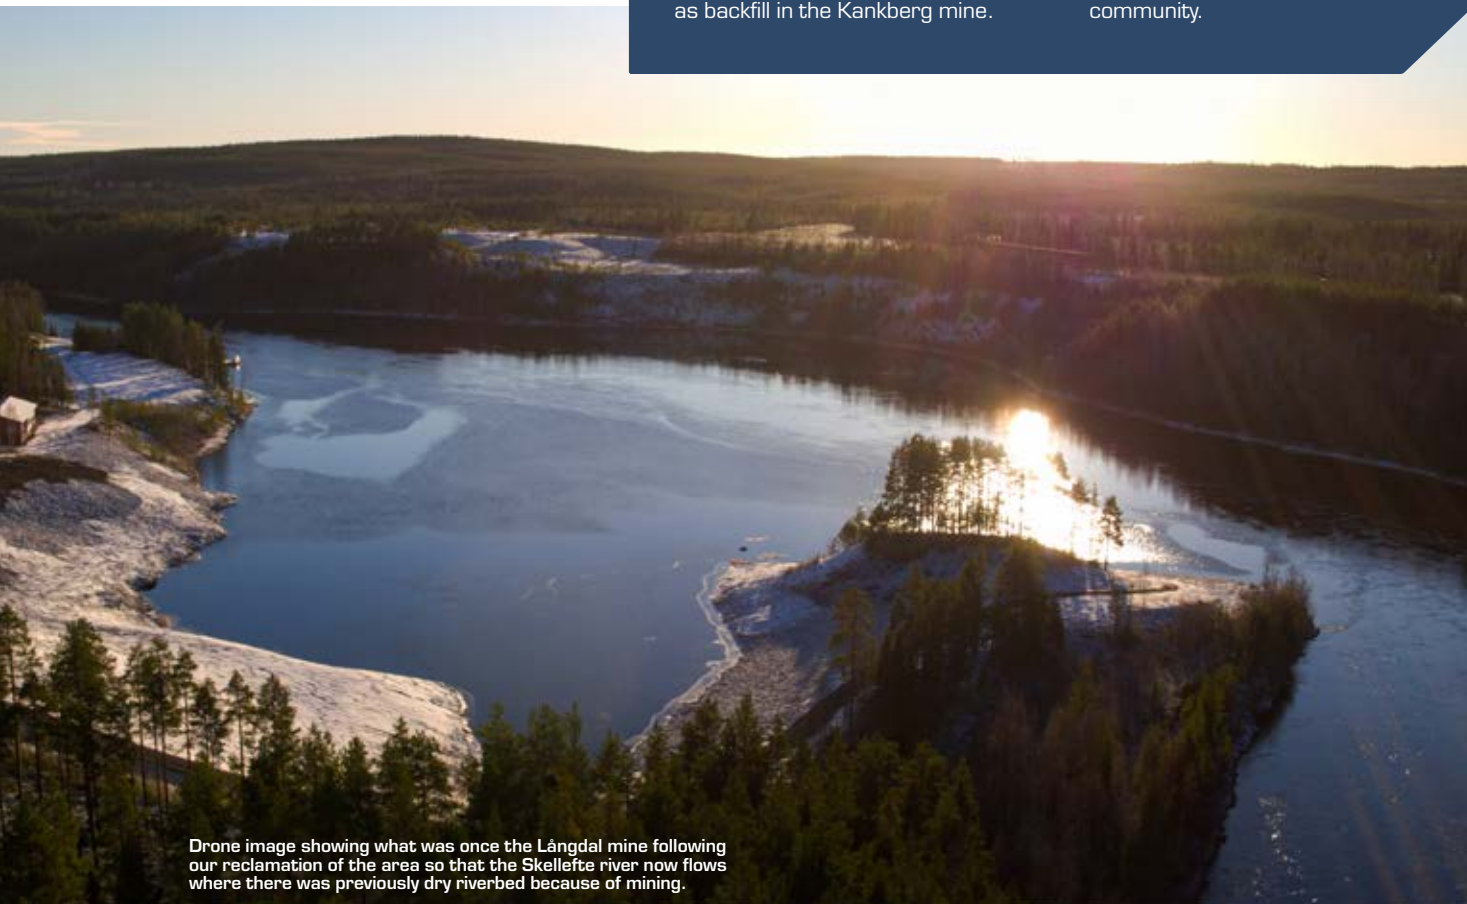 as backfill in the Kankberg mine.
community.
Drone image showing what was once the Långdal mine following
our reclamation of the area so that the Skellefte river now flows
where there was previously dry riverbed because of mining.